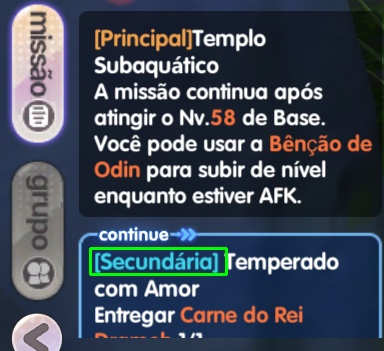 missão
grupo
[Principal]Templo
Subaquático
A missão continua após
atingir o Nv.58 de Base.
Você pode usar a Bênção de
Odin para subir de nível
enquanto estiver AFK.
continue
[Secundária] Temperado
com Amor
Entregar Carne do Rei